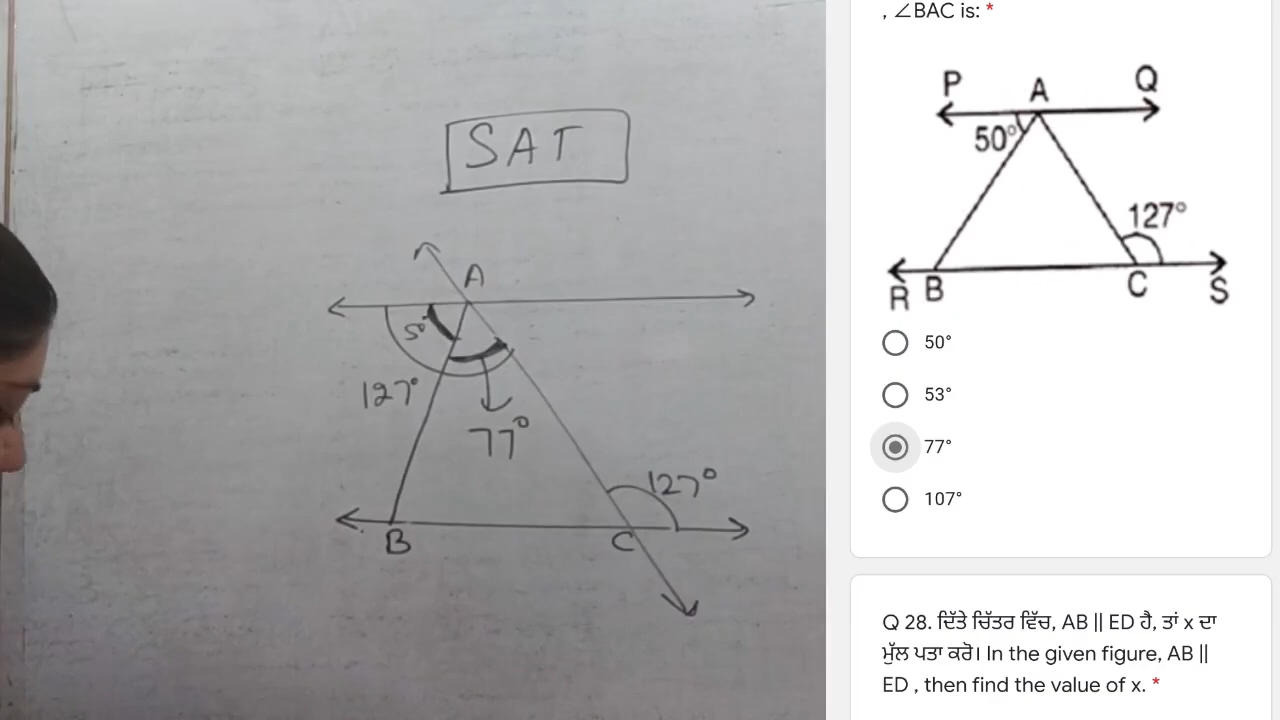 SAT
A
5°
127°
77°
127°
B
C
, ∠BAC is: *
P
A
Q
50°
127°
R
B
C
S
50°
53°
77°
107°
Q 28. ਦਿੱਤੇ ਚਿੱਤਰ ਵਿੱਚ, AB || ED ਹੈ, ਤਾਂ x ਦਾ
ਮੁੱਲ ਪਤਾ ਕਰੋ। In the given figure, AB ||
ED , then find the value of x. *